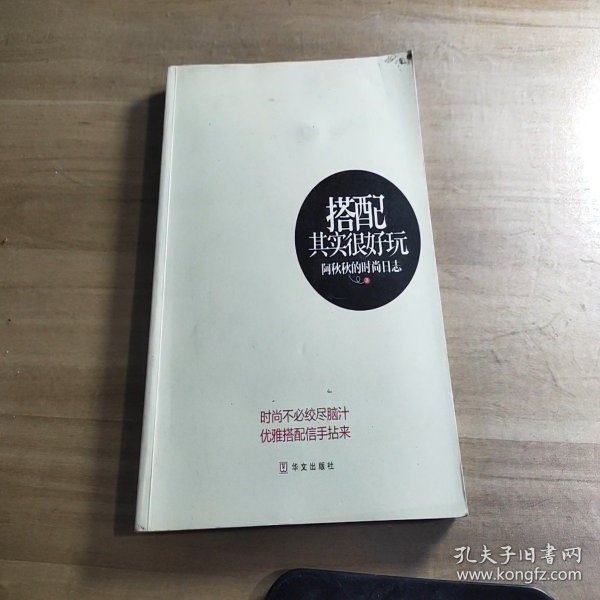 搭配
其实很好玩
阿秋秋的时尚日志
著
时尚不必绞尽脑汁
优雅搭配信手拈来
华文出版社
孔夫子旧书网
www.kongfz.com